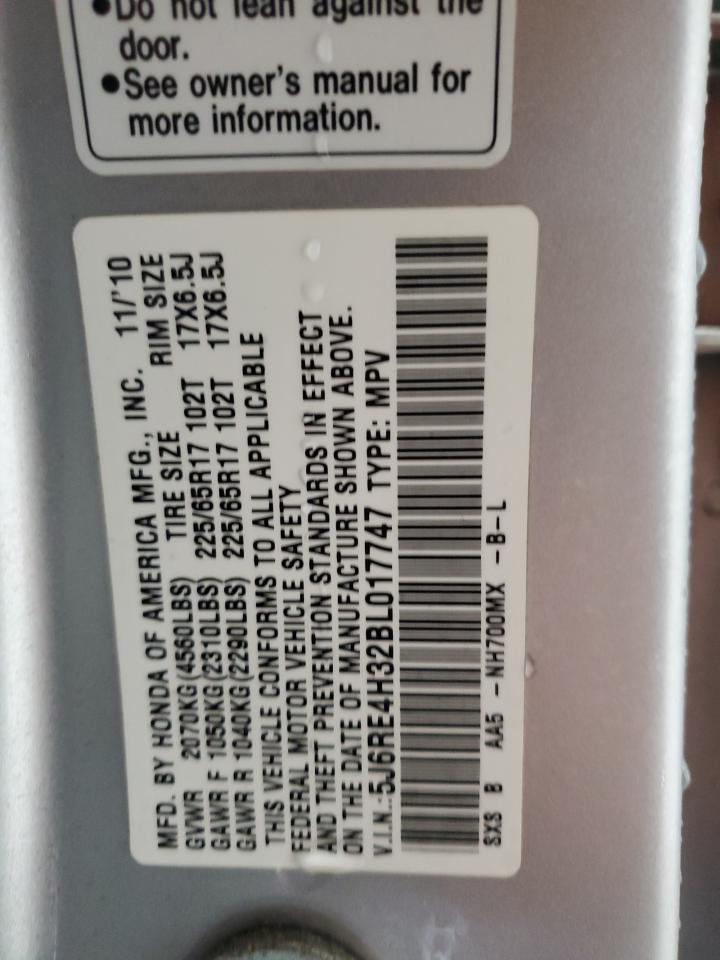 ●Do not lean against the
door.
●See owner's manual for
more information.
MFD. BY HONDA OF AMERICA MFG., INC. 11/'10
GVWR 2070KG(4560LBS) TIRE SIZE RIM SIZE
GAWR F 1050KG(2310LBS) 225/65R17 102T 17X6.5J
GAWR R 1040KG(2290LBS) 225/65R17 102T 17X6.5J
THIS VEHICLE CONFORMS TO ALL APPLICABLE
FEDERAL MOTOR VEHICLE SAFETY
AND THEFT PREVENTION STANDARDS IN EFFECT
ON THE DATE OF MANUFACTURE SHOWN ABOVE.
V.I.N.:5J6RE4H32BL017747 TYPE: MPV
SXS B AA5 -NH700MX -B-L